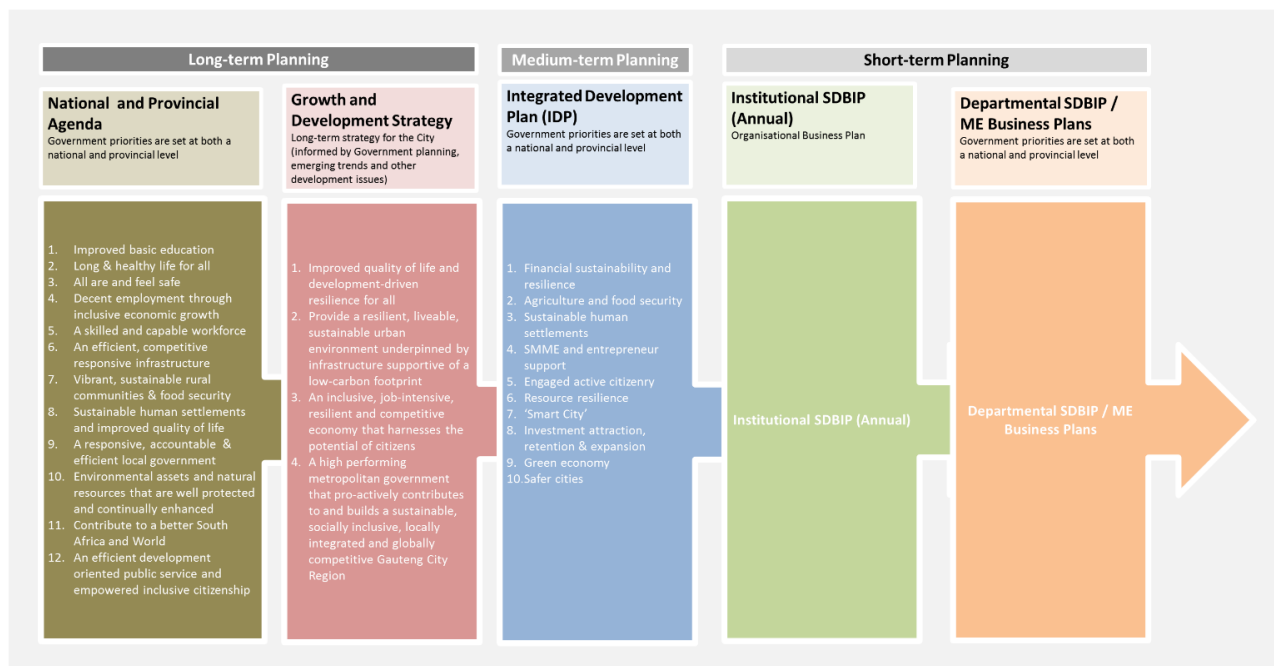 Long-term Planning
Medium-term Planning
Short-term Planning
National and Provincial
Agenda
Government priorities are set at both a
national and provincial level
Growth and
Development Strategy
Long-term strategy for the City
(informed by Government planning,
emerging trends and other
development issues)
Integrated Development
Plan (IDP)
Government priorities are set at both
a national and provincial level
Institutional SDBIP
(Annual)
Organisational Business Plan
Departmental SDBIP /
ME Business Plans
Government priorities are set at both
a national and provincial level
1. Improved basic education
2. Long & healthy life for all
3. All are and feel safe
4. Decent employment through
inclusive economic growth
5. A skilled and capable workforce
6. An efficient, competitive
responsive infrastructure
7. Vibrant, sustainable rural
communities & food security
8. Sustainable human settlements
and improved quality of life
9. A responsive, accountable &
efficient local government
10. Environmental assets and natural
resources that are well protected
and continually enhanced
11. Contribute to a better South
Africa and World
12. An efficient development
oriented public service and
empowered inclusive citizenship
1. Improved quality of life and
development-driven
resilience for all
2. Provide a resilient, liveable,
sustainable urban
environment underpinned by
infrastructure supportive of a
low-carbon footprint
3. An inclusive, job-intensive,
resilient and competitive
economy that harnesses the
potential of citizens
4. A high performing
metropolitan government
that pro-actively contributes
to and builds a sustainable,
socially inclusive, locally
integrated and globally
competitive Gauteng City
Region
1. Financial sustainability and
resilience
2. Agriculture and food security
3. Sustainable human
settlements
4. SMME and entrepreneur
support
5. Engaged active citizenry
6. Resource resilience
7. ‘Smart City’
8. Investment attraction,
retention & expansion
9. Green economy
10.Safer cities
Institutional SDBIP (Annual)
Departmental SDBIP / ME
Business Plans